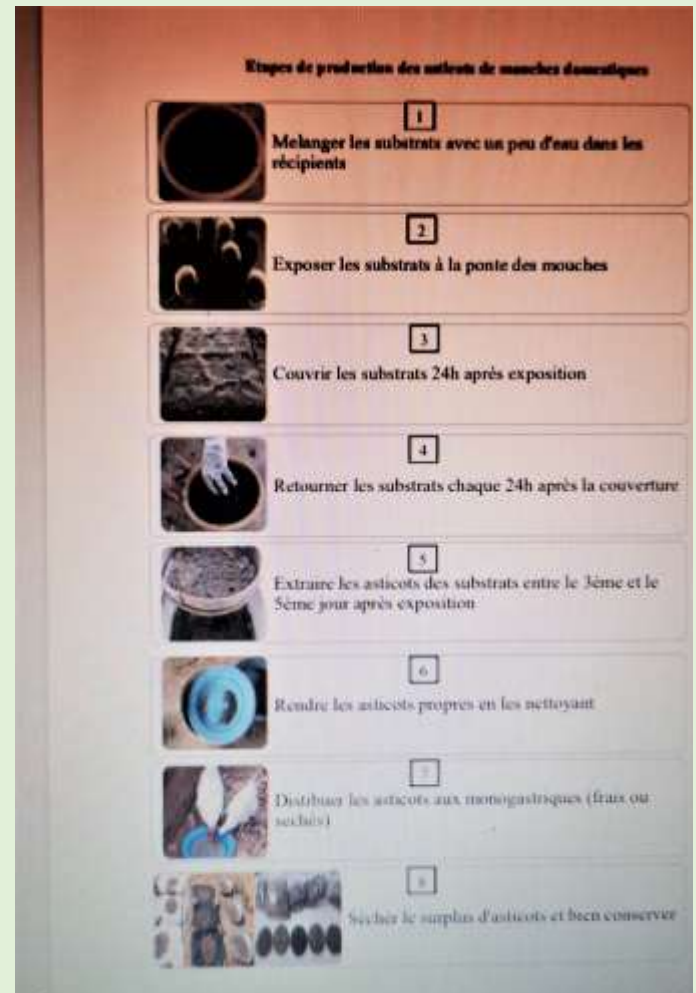 Etapes de production des asticots de mouches domestiques
1
Melanger les substrats avec un peu d'eau dans les
récipients
2
Exposer les substrats à la ponte des mouches
3
Couvrir les substrats 24h après exposition
4
Retourner les substrats chaque 24h après la couverture
5
Extraire les asticots des substrats entre le 3ème et le
5ème jour après exposition
6
Rendre les asticots propres en les nettoyant
7
Distribuer les asticots aux monogastriques (frais ou
sechés)
8
Sécher le surplus d'asticots et bien conserver